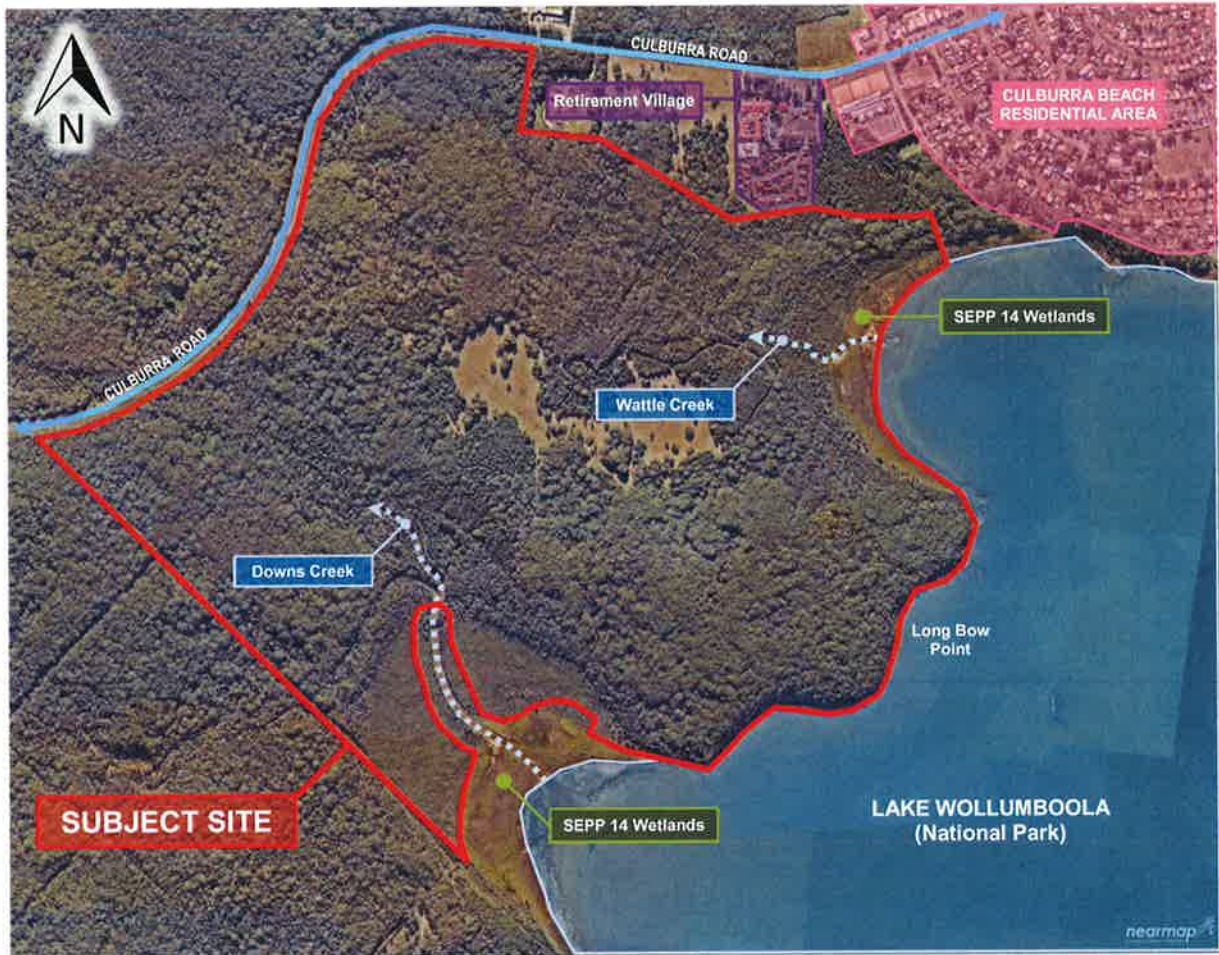 N
CULBURRA ROAD
Retirement Village
CULBURRA BEACH
RESIDENTIAL AREA
SEPP 14 Wetlands
CULBURRA ROAD
Wattle Creek
Downs Creek
Long Bow
Point
SUBJECT SITE
SEPP 14 Wetlands
LAKE WOLLUMBOOLA
(National Park)
nearmap